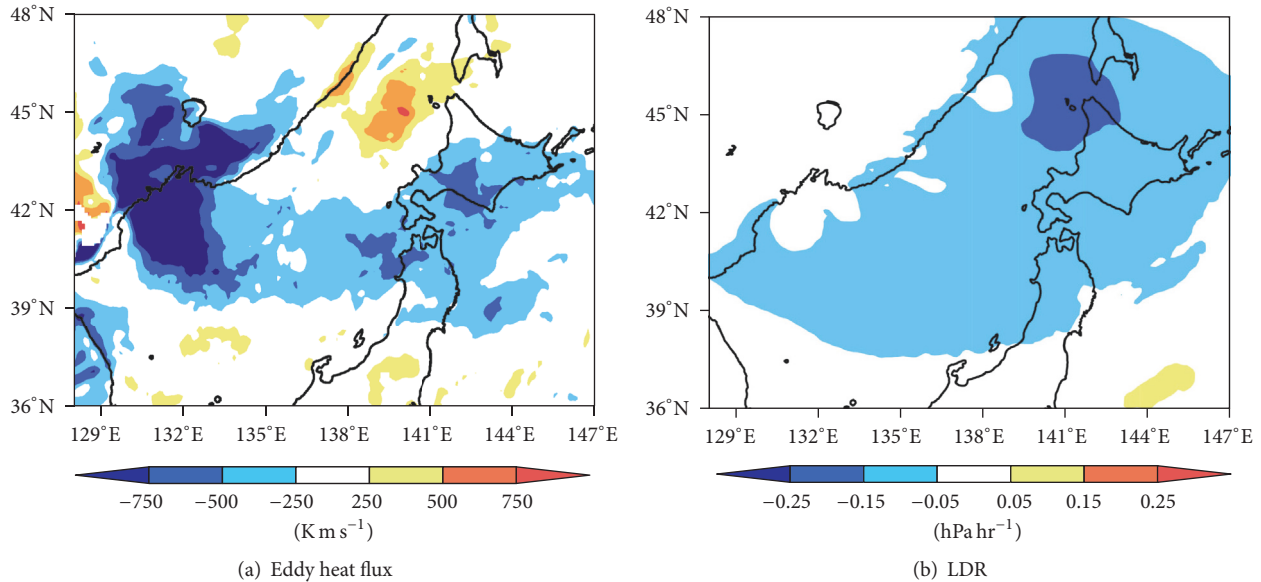 48°N
45°N
42°N
39°N
36°N
129°E 132°E 135°E 138°E 141°E 144°E 147°E
−750 −500 −250 250 500 750
(K m s⁻¹)
(a) Eddy heat flux
48°N
45°N
42°N
39°N
36°N
129°E 132°E 135°E 138°E 141°E 144°E 147°E
−0.25 −0.15 −0.05 0.05 0.15 0.25
(hPa hr⁻¹)
(b) LDR